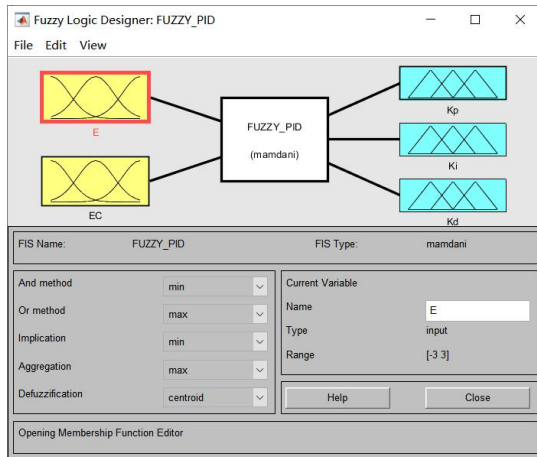 Fuzzy Logic Designer: FUZZY_PID
File Edit View
E
EC
FUZZY_PID
(mamdani)
Kp
Ki
Kd
FIS Name: FUZZY_PID FIS Type: mamdani
And method min
Or method max
Implication min
Aggregation max
Defuzzification centroid
Current Variable
Name E
Type input
Range [-3 3]
Help Close
Opening Membership Function Editor